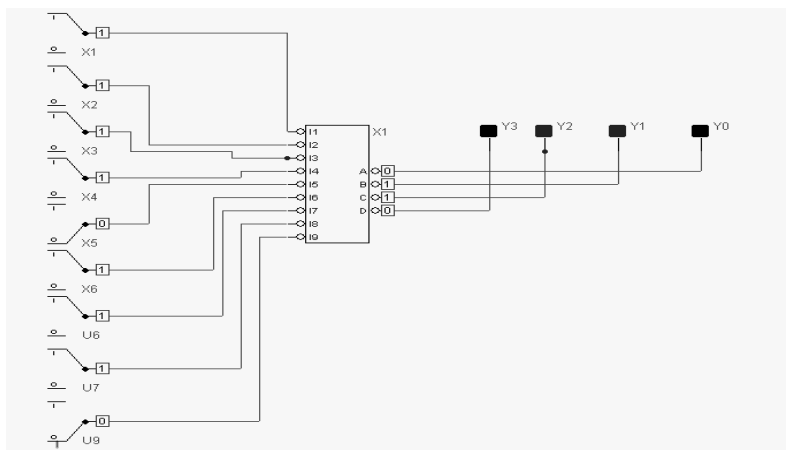 1
X1
1
X2
1
X3
1
X4
0
X5
1
X6
1
U6
1
U7
0
U9
X1
I1
I2
I3
I4
I5
I6
I7
I8
I9
A 0
B 1
C 1
D 0
Y3 Y2 Y1 Y0